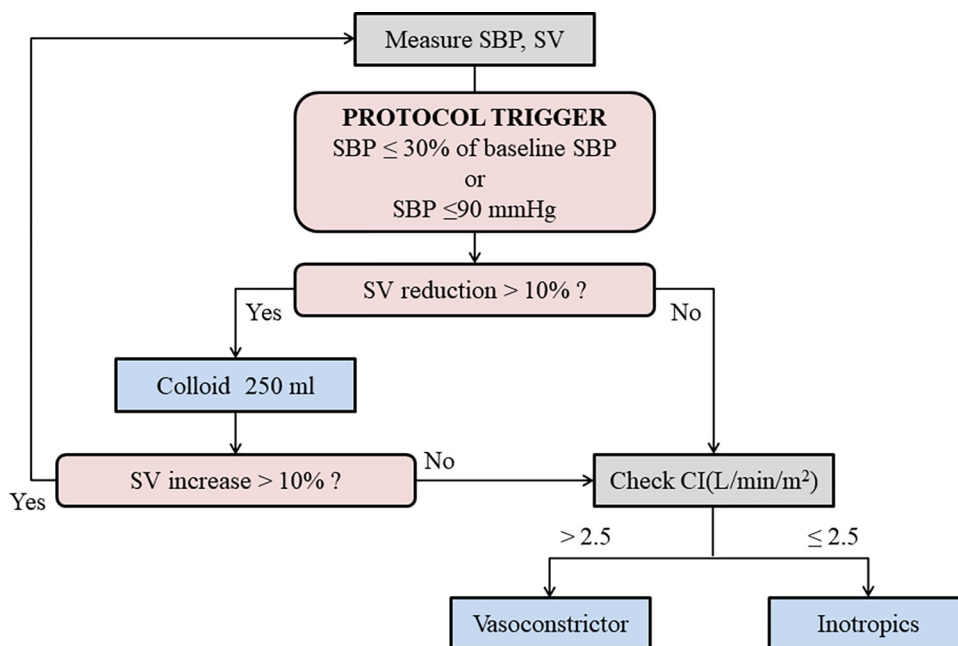 Measure SBP, SV
PROTOCOL TRIGGER
SBP ≤ 30% of baseline SBP
or
SBP ≤90 mmHg
SV reduction > 10% ?
Yes
No
Colloid 250 ml
SV increase > 10% ?
Yes
No
Check CI(L/min/m²)
> 2.5
≤ 2.5
Vasoconstrictor
Inotropics